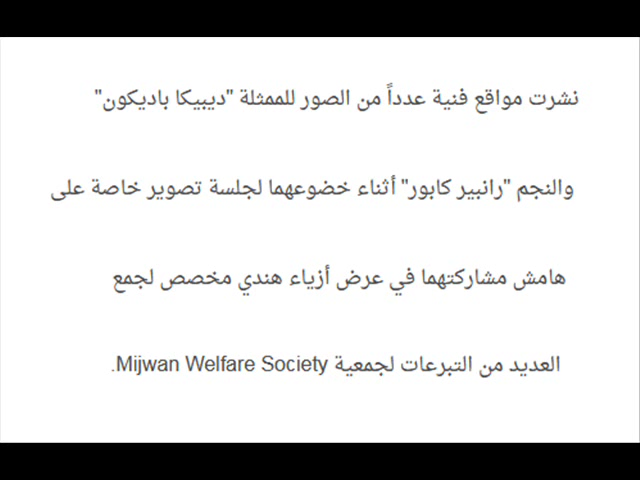 نشرت مواقع فنية عدداً من الصور للممثلة "ديبيكا باديكون"
والنجم "رانبير كابور" أثناء خضوعهما لجلسة تصوير خاصة على
هامش مشاركتهما في عرض أزياء هندي مخصص لجمع
العديد من التبرعات لجمعية Mijwan Welfare Society.